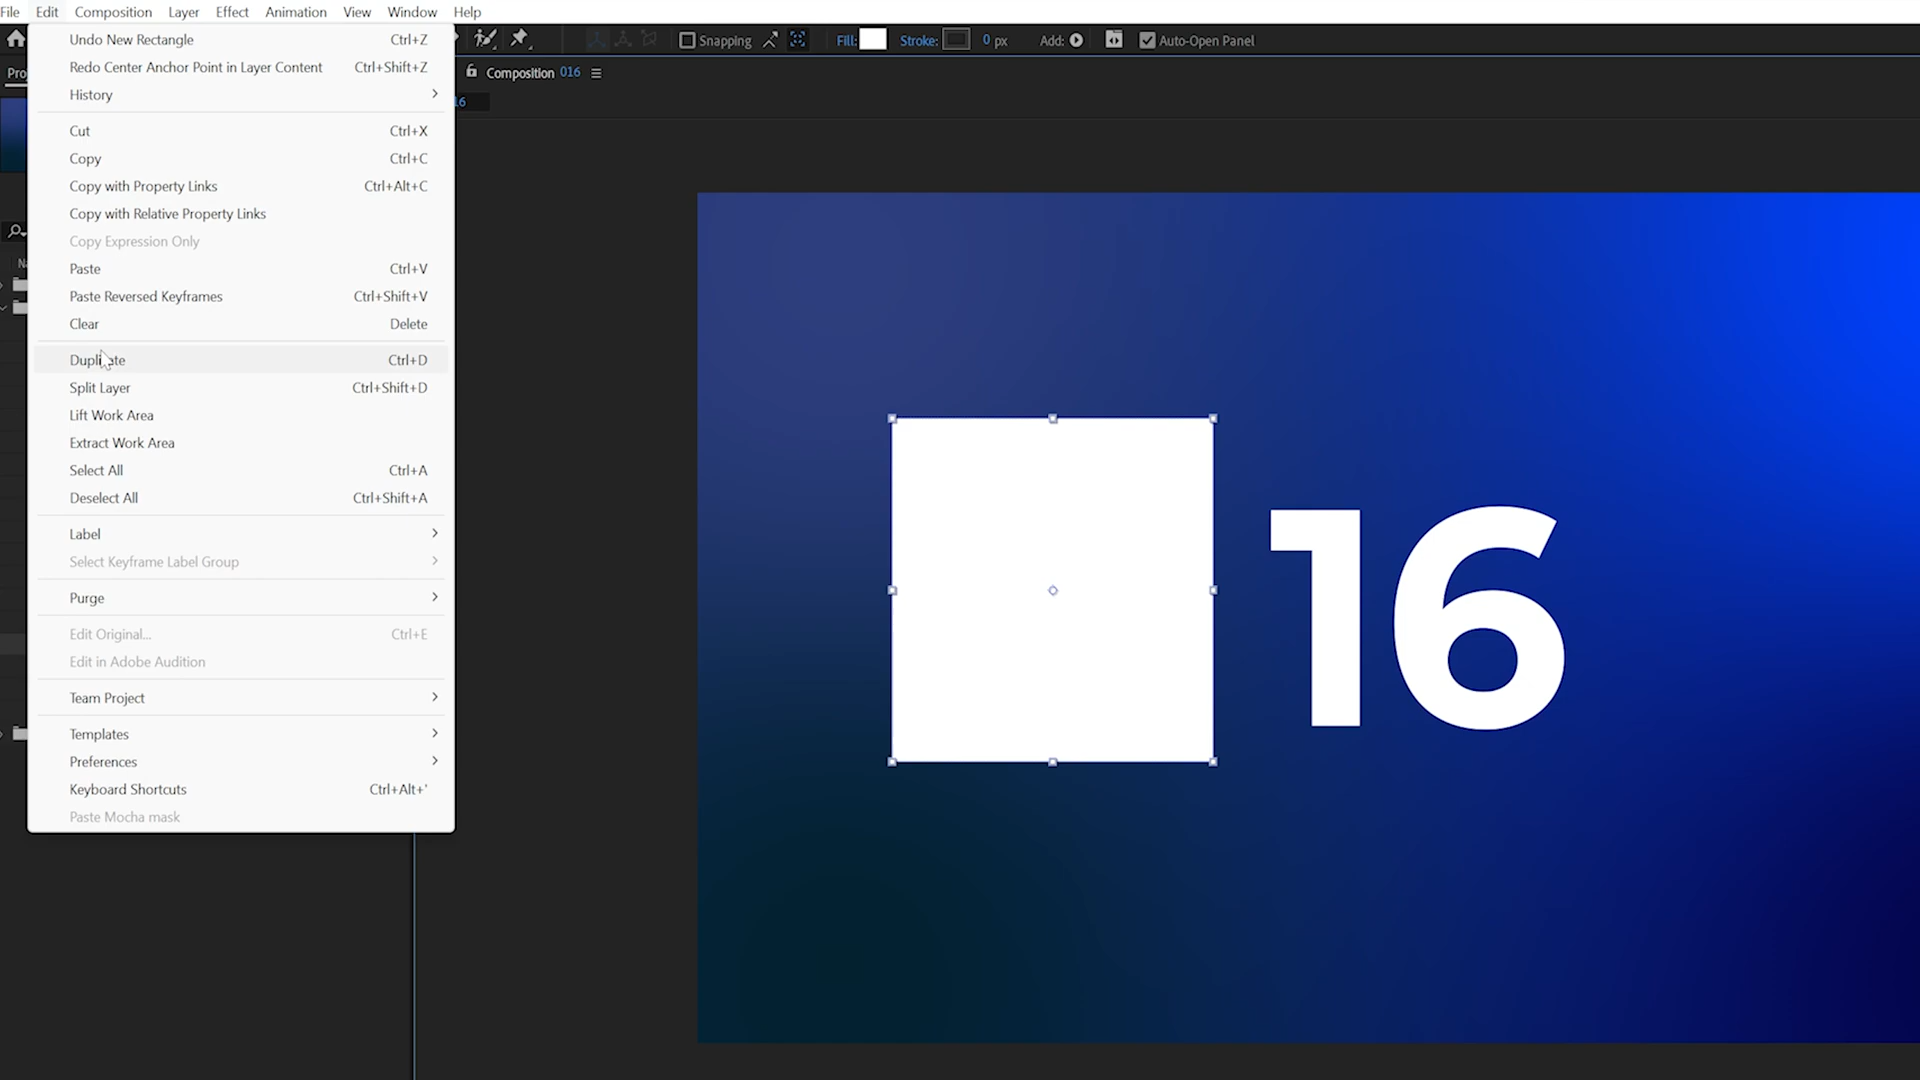 File Edit Composition Layer Effect Animation View Window Help
Snapping Fill: Stroke: 0 px Add: Auto-Open Panel
Composition 016
16
Undo New Rectangle Ctrl+Z
Redo Center Anchor Point in Layer Content Ctrl+Shift+Z
History
Cut Ctrl+X
Copy Ctrl+C
Copy with Property Links Ctrl+Alt+C
Copy with Relative Property Links
Copy Expression Only
Paste Ctrl+V
Paste Reversed Keyframes Ctrl+Shift+V
Clear Delete
Duplicate Ctrl+D
Split Layer Ctrl+Shift+D
Lift Work Area
Extract Work Area
Select All Ctrl+A
Deselect All Ctrl+Shift+A
Label
Select Keyframe Label Group
Purge
Edit Original... Ctrl+E
Edit in Adobe Audition
Team Project
Templates
Preferences
Keyboard Shortcuts Ctrl+Alt+'
Paste Mocha mask
16